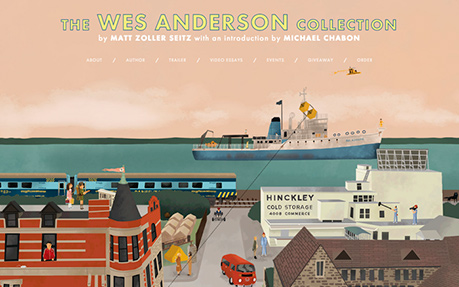 THE WES ANDERSON COLLECTION
by MATT ZOLLER SEITZ with an introduction by MICHAEL CHABON
ABOUT / AUTHOR / TRAILER / VIDEO ESSAYS / EVENTS / GIVEAWAY / ORDER
HINCKLEY
COLD STORAGE
4008 COMMERCE